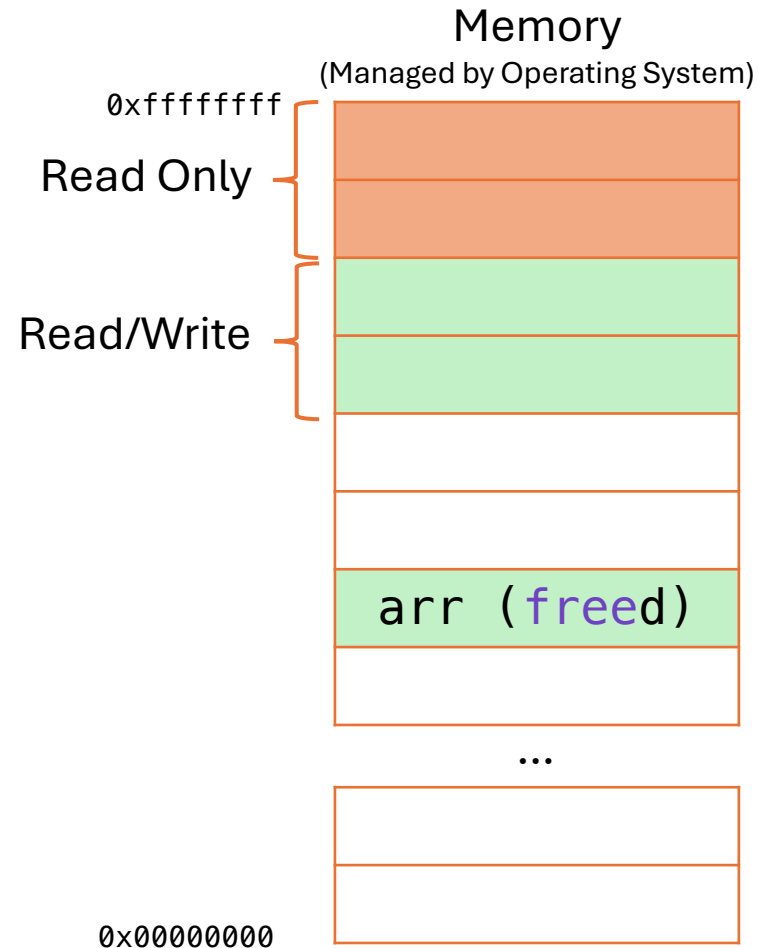 Memory
(Managed by Operating System)
0xffffffff
Read Only
Read/Write
arr (freed)
...
0x00000000